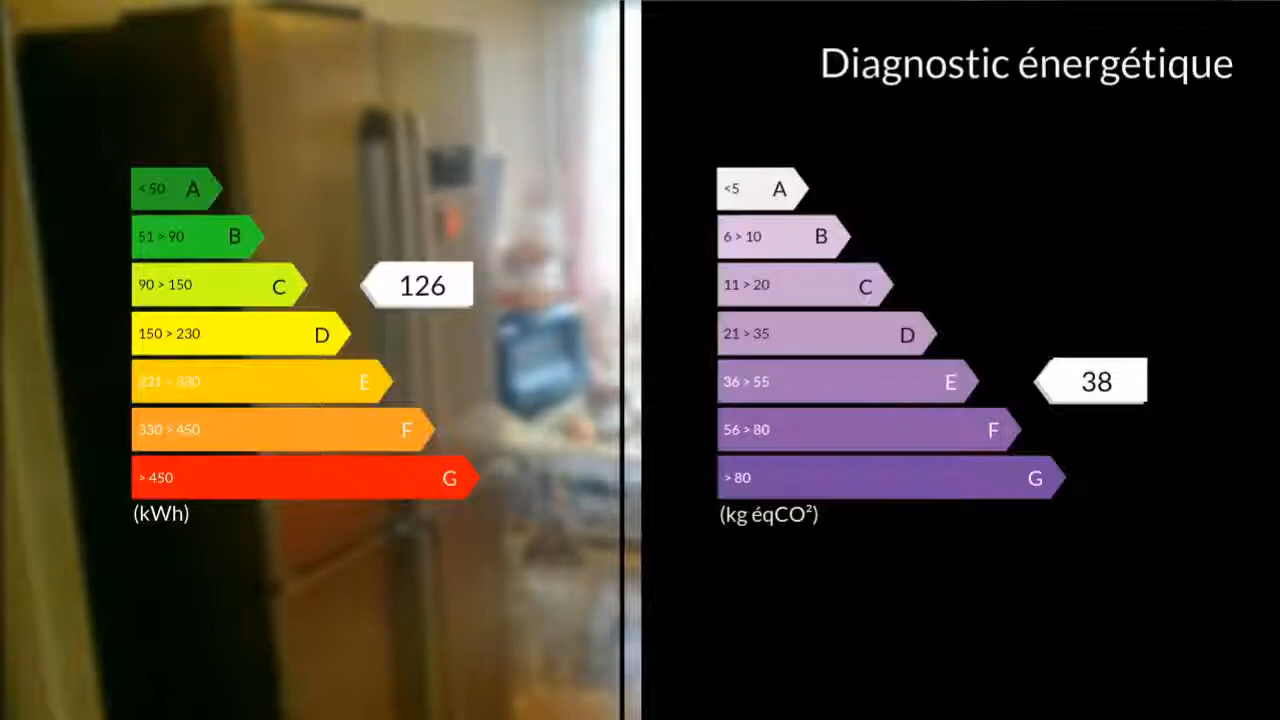 Diagnostic énergétique
<50 A
51 > 90 B
90 > 150 C
126
150 > 230 D
E
330 > 450 F
> 450 G
(kWh)
<5 A
6 > 10 B
11 > 20 C
21 > 35 D
36 > 55 E
38
56 > 80 F
> 80 G
(kg éqCO²)